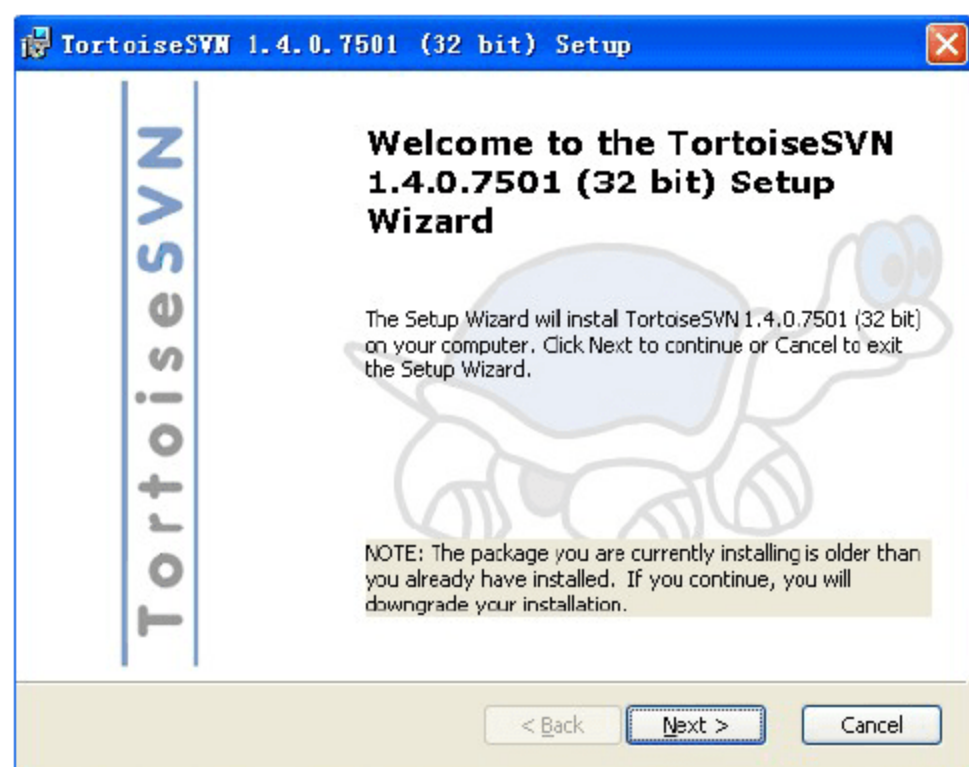 TortoiseSVN 1.4.0.7501 (32 bit) Setup
TortoiseSVN
Welcome to the TortoiseSVN
1.4.0.7501 (32 bit) Setup
Wizard
The Setup Wizard will install TortoiseSVN 1.4.0.7501 (32 bit)
on your computer. Click Next to continue or Cancel to exit
the Setup Wizard.
NOTE: The package you are currently installing is older than
you already have installed. If you continue, you will
downgrade your installation.
< Back
Next >
Cancel